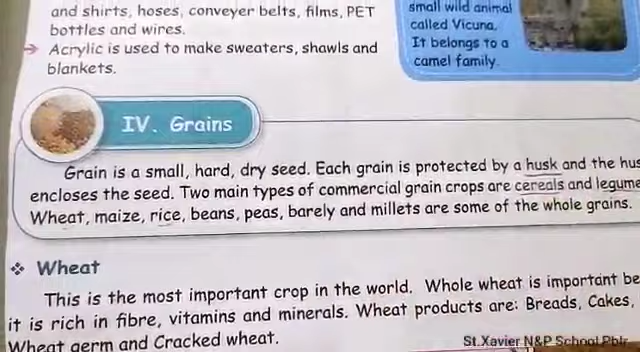 and shirts, hoses, conveyer belts, films, PET
bottles and wires.
→ Acrylic is used to make sweaters, shawls and
blankets.
small wild animal
called Vicuna.
It belongs to a
camel family.
IV. Grains
Grain is a small, hard, dry seed. Each grain is protected by a husk and the hus
encloses the seed. Two main types of commercial grain crops are cereals and legume
Wheat, maize, rice, beans, peas, barely and millets are some of the whole grains.
❖ Wheat
This is the most important crop in the world. Whole wheat is important be
it is rich in fibre, vitamins and minerals. Wheat products are: Breads, Cakes,
Wheat germ and Cracked wheat.
St.Xavier N&P School Pblr